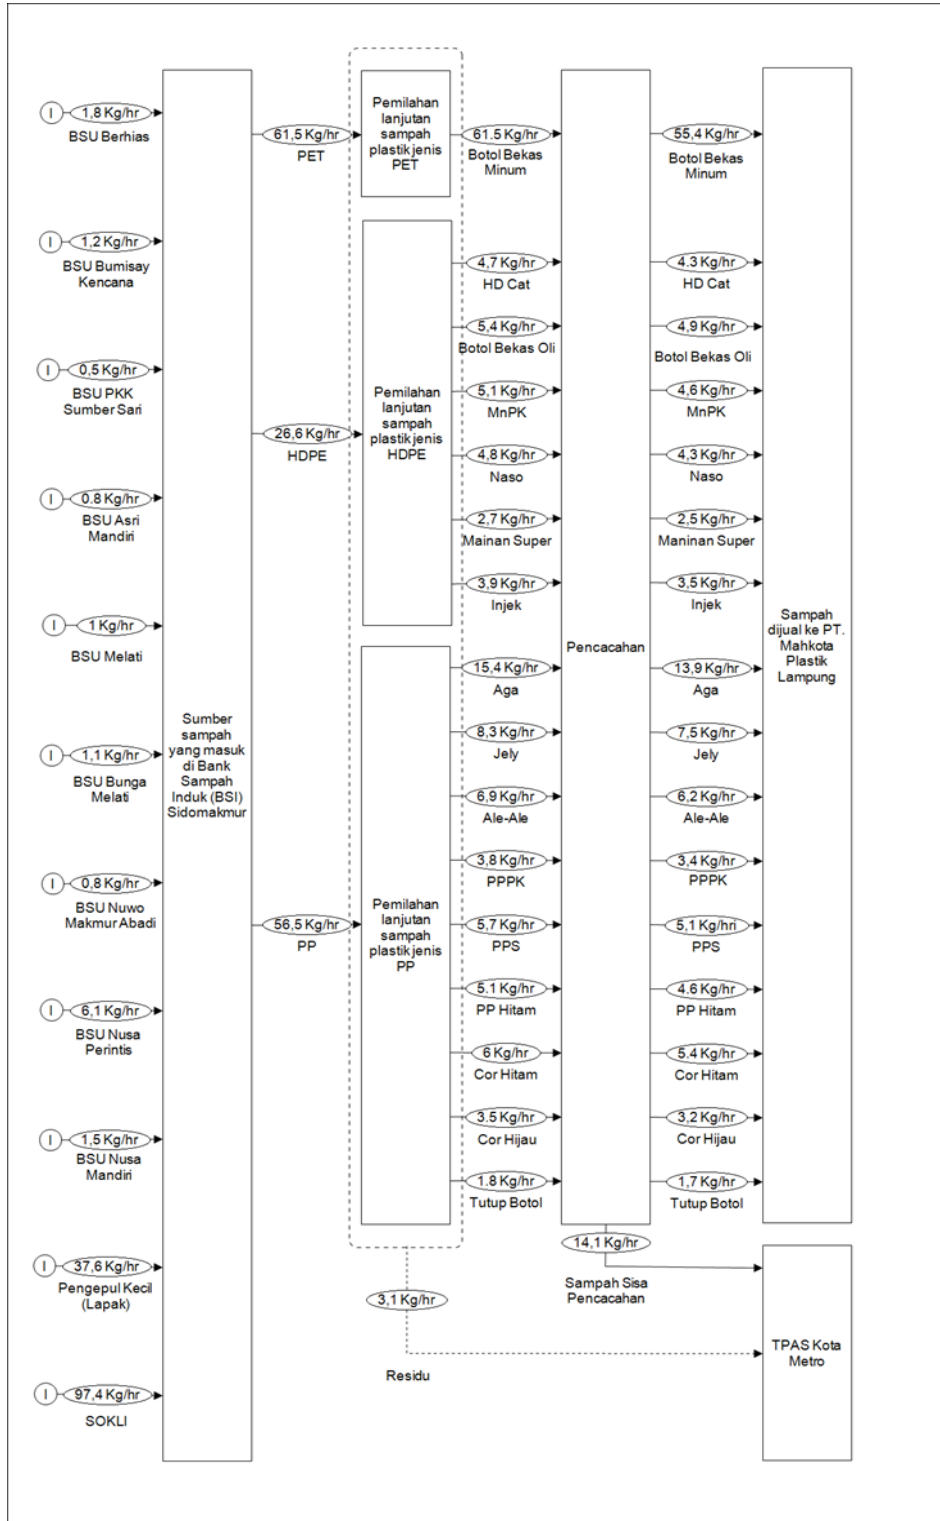 I
1,8 Kg/hr
BSU Berhias
I
1,2 Kg/hr
BSU Bumisay
Kencana
I
0,5 Kg/hr
BSU PKK
Sumber Sari
I
0.8 Kg/hr
BSU Asri
Mandiri
I
1 Kg/hr
BSU Melati
I
1,1 Kg/hr
BSU Bunga
Melati
I
0,8 Kg/hr
BSU Nuwo
Makmur Abadi
I
6,1 Kg/hr
BSU Nusa
Perintis
I
1,5 Kg/hr
BSU Nusa
Mandiri
I
37,6 Kg/hr
Pengepul Kecil
(Lapak)
I
97,4 Kg/hr
SOKLI
Sumber
sampah
yang masuk
di Bank
Sampah
Induk (BSI)
Sidomakmur
61,5 Kg/hr
PET
26,6 Kg/hr
HDPE
56,5 Kg/hr
PP
Pemilahan
lanjutan
sampah
plastik jenis
PET
Pemilahan
lanjutan
sampah
plastik jenis
HDPE
Pemilahan
lanjutan
sampah
plastik jenis
PP
61.5 Kg/hr
Botol Bekas
Minum
4,7 Kg/hr
HD Cat
5,4 Kg/hr
Botol Bekas Oli
5,1 Kg/hr
MnPK
4,8 Kg/hr
Naso
2,7 Kg/hr
Mainan Super
3,9 Kg/hr
Injek
15,4 Kg/hr
Aga
8,3 Kg/hr
Jely
6,9 Kg/hr
Ale-Ale
3,8 Kg/hr
PPPK
5,7 Kg/hr
PPS
5.1 Kg/hr
PP Hitam
6 Kg/hr
Cor Hitam
3.5 Kg/hr
Cor Hijau
1.8 Kg/hr
Tutup Botol
Pencacahan
55,4 Kg/hr
Botol Bekas
Minum
4.3 Kg/hr
HD Cat
4,9 Kg/hr
Botol Bekas Oli
4,6 Kg/hr
MnPK
4,3 Kg/hr
Naso
2,5 Kg/hr
Maninan Super
3,5 Kg/hr
Injek
13,9 Kg/hr
Aga
7,5 Kg/hr
Jely
6,2 Kg/hr
Ale-Ale
3,4 Kg/hr
PPPK
5,1 Kg/hri
PPS
4.6 Kg/hr
PP Hitam
5.4 Kg/hr
Cor Hitam
3,2 Kg/hr
Cor Hijau
1,7 Kg/hr
Tutup Botol
Sampah
dijual ke PT.
Mahkota
Plastik
Lampung
14,1 Kg/hr
Sampah Sisa
Pencacahan
3,1 Kg/hr
Residu
TPAS Kota
Metro